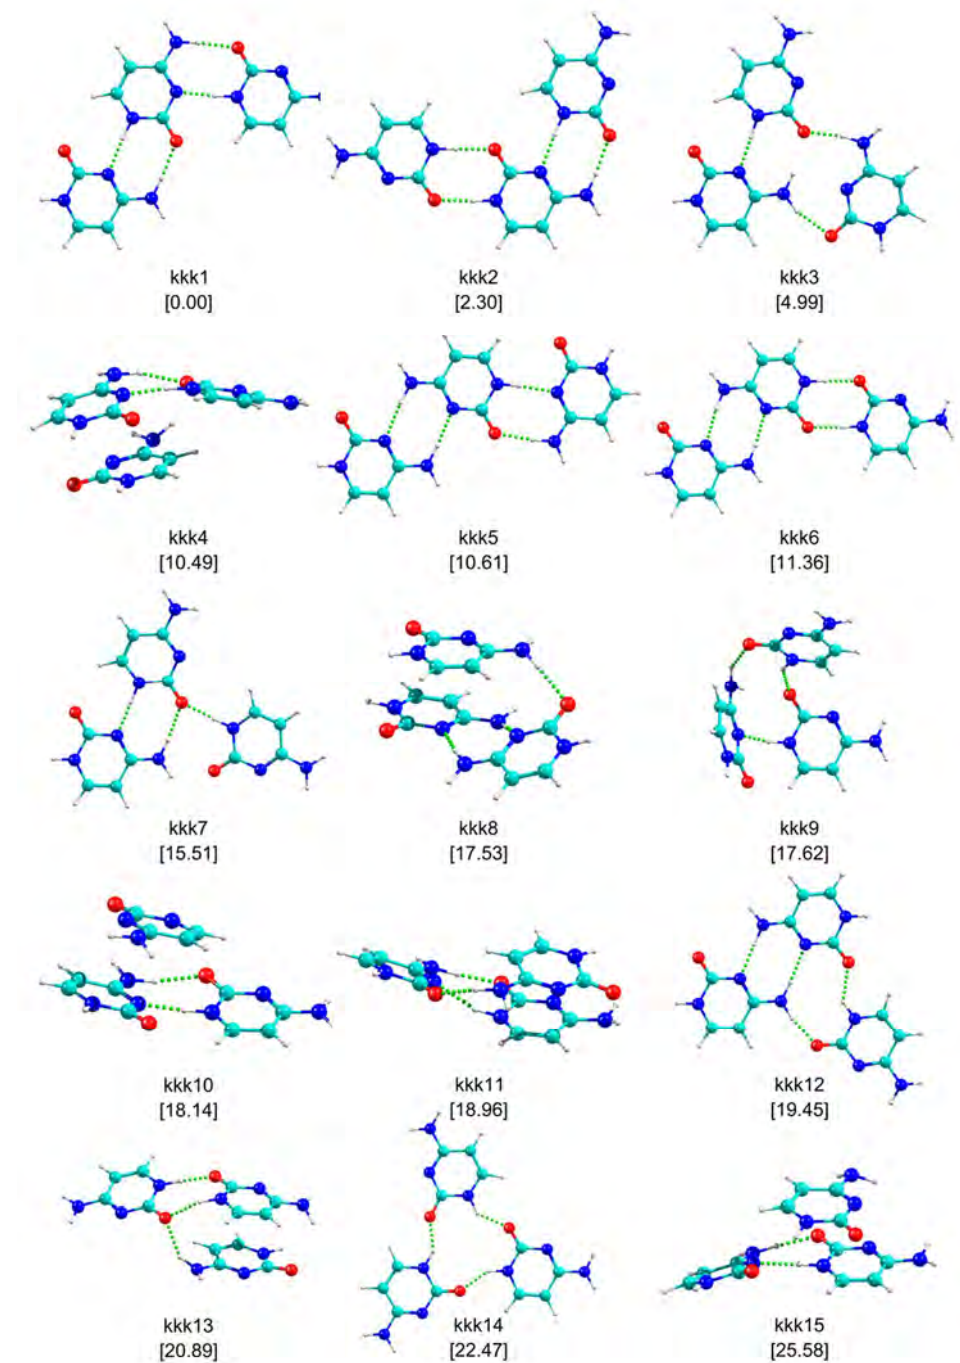 kkk1 kkk2 kkk3
[0.00] [2.30] [4.99]
kkk4 kkk5 kkk6
[10.49] [10.61] [11.36]
kkk7 kkk8 kkk9
[15.51] [17.53] [17.62]
kkk10 kkk11 kkk12
[18.14] [18.96] [19.45]
kkk13 kkk14 kkk15
[20.89] [22.47] [25.58]